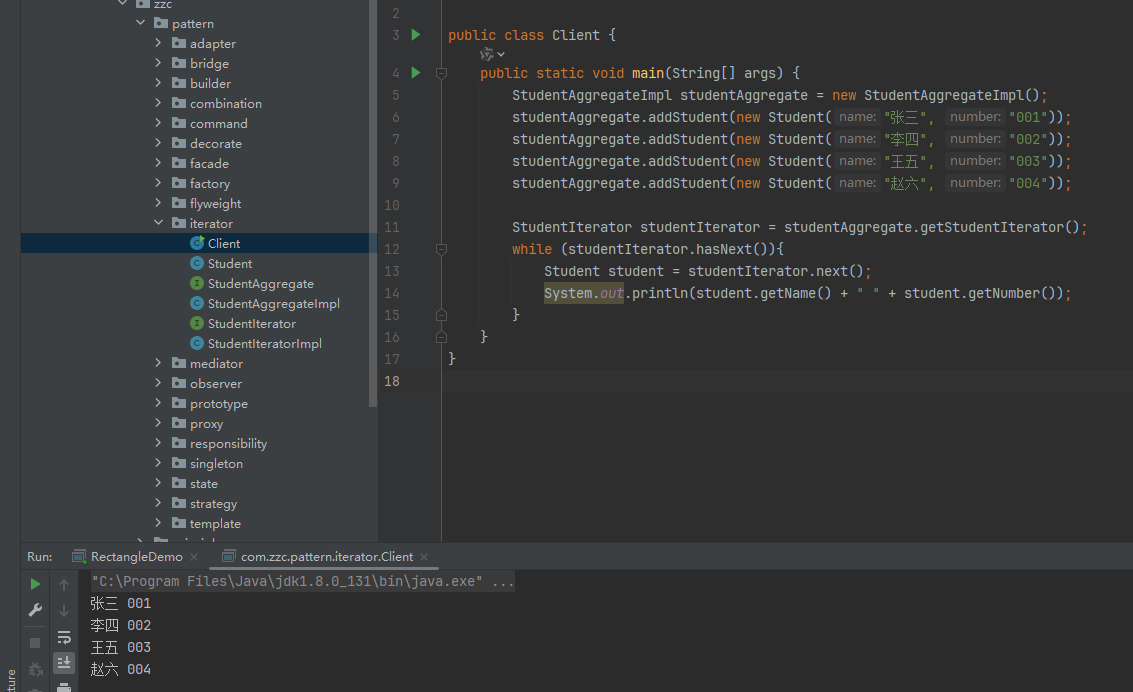 zzc
pattern
adapter
bridge
builder
combination
command
decorate
facade
factory
flyweight
iterator
Client
Student
StudentAggregate
StudentAggregateImpl
StudentIterator
StudentIteratorImpl
mediator
observer
prototype
proxy
responsibility
singleton
state
strategy
template
2
3 public class Client {
4 public static void main(String[] args) {
5 StudentAggregateImpl studentAggregate = new StudentAggregateImpl();
6 studentAggregate.addStudent(new Student( name: "张三", number: "001"));
7 studentAggregate.addStudent(new Student( name: "李四", number: "002"));
8 studentAggregate.addStudent(new Student( name: "王五", number: "003"));
9 studentAggregate.addStudent(new Student( name: "赵六", number: "004"));
10
11 StudentIterator studentIterator = studentAggregate.getStudentIterator();
12 while (studentIterator.hasNext()){
13 Student student = studentIterator.next();
14 System.out.println(student.getName() + " " + student.getNumber());
15 }
16 }
17 }
18
Run: RectangleDemo × com.zzc.pattern.iterator.Client ×
"C:\Program Files\Java\jdk1.8.0_131\bin\java.exe" ...
张三 001
李四 002
王五 003
赵六 004